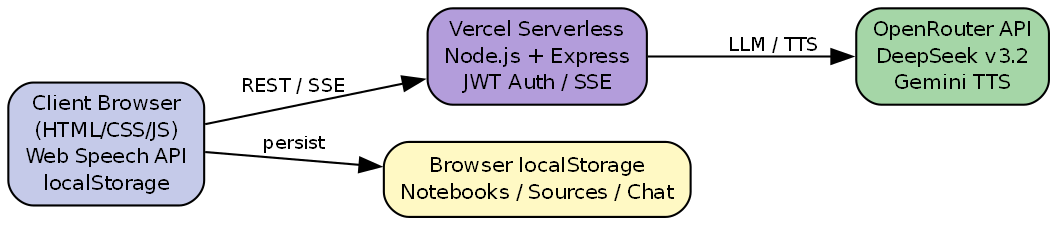 Client Browser
(HTML/CSS/JS)
Web Speech API
localStorage
REST / SSE
persist
Vercel Serverless
Node.js + Express
JWT Auth / SSE
Browser localStorage
Notebooks / Sources / Chat
LLM / TTS
OpenRouter API
DeepSeek v3.2
Gemini TTS